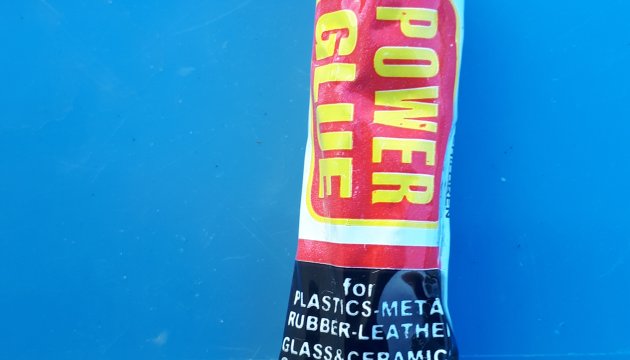 POWER
GLUE
for
PLASTICS-META
RUBBER-LEATHE
GLASS&CERAMIC